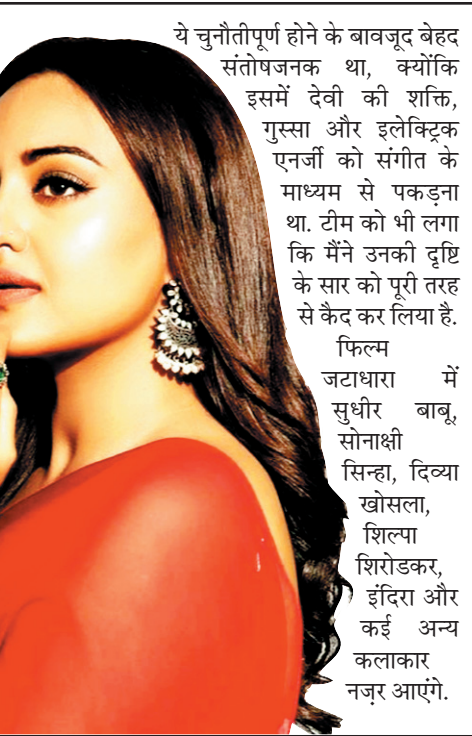 ये चुनौतीपूर्ण होने के बावजूद बेहद
संतोषजनक था, क्योंकि
इसमें देवी की शक्ति,
गुस्सा और इलेक्ट्रिक
एनर्जी को संगीत के
माध्यम से पकड़ना
था. टीम को भी लगा
कि मैंने उनकी दृष्टि
के सार को पूरी तरह
से कैद कर लिया है.
फिल्म
जटाधारा में
सुधीर बाबू,
सोनाक्षी
सिन्हा, दिव्या
खोसला,
शिल्पा
शिरोडकर,
इंदिरा और
कई अन्य
कलाकार
नज़र आएंगे.